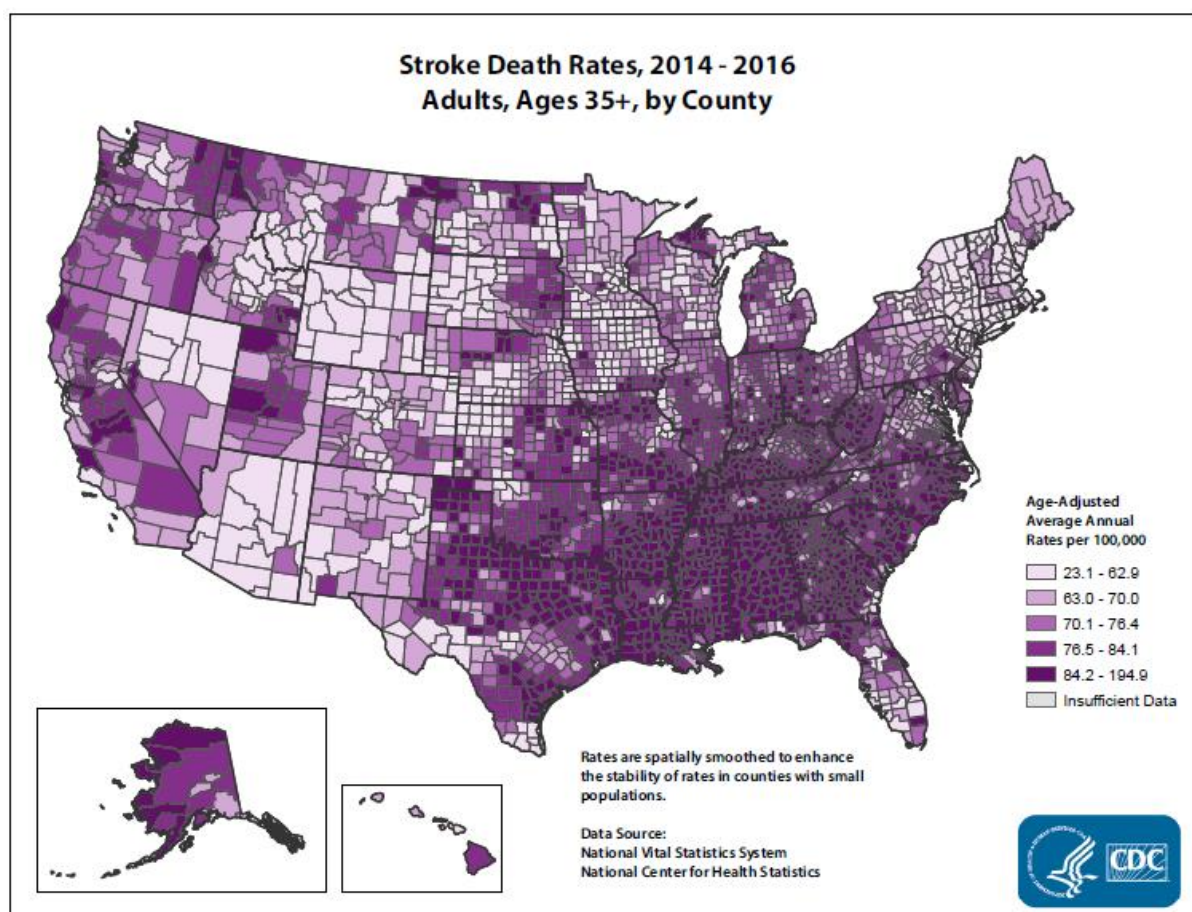 Stroke Death Rates, 2014 - 2016
Adults, Ages 35+, by County
Age-Adjusted
Average Annual
Rates per 100,000
23.1 - 62.9
63.0 - 70.0
70.1 - 76.4
76.5 - 84.1
84.2 - 194.9
Insufficient Data
Rates are spatially smoothed to enhance
the stability of rates in counties with small
populations.
Data Source:
National Vital Statistics System
National Center for Health Statistics
CDC